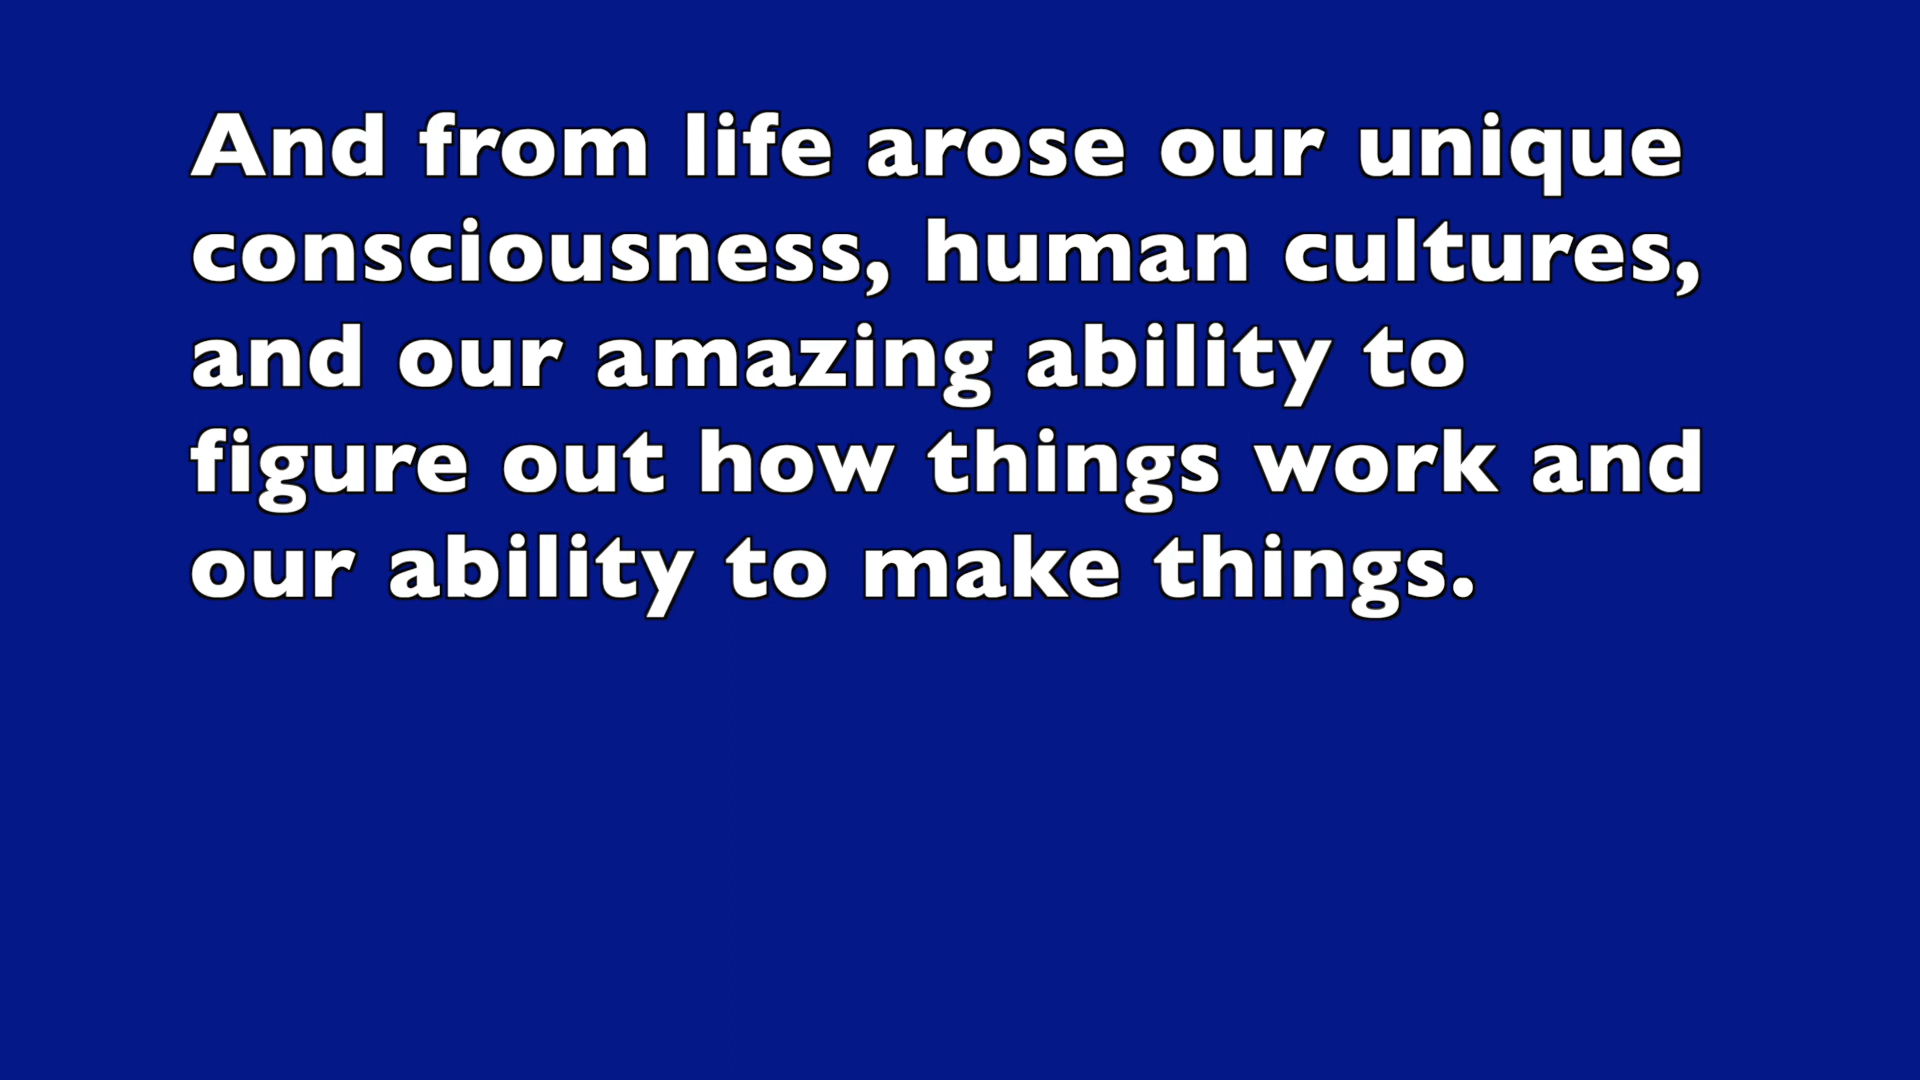 And from life arose our unique
consciousness, human cultures,
and our amazing ability to
figure out how things work and
our ability to make things.